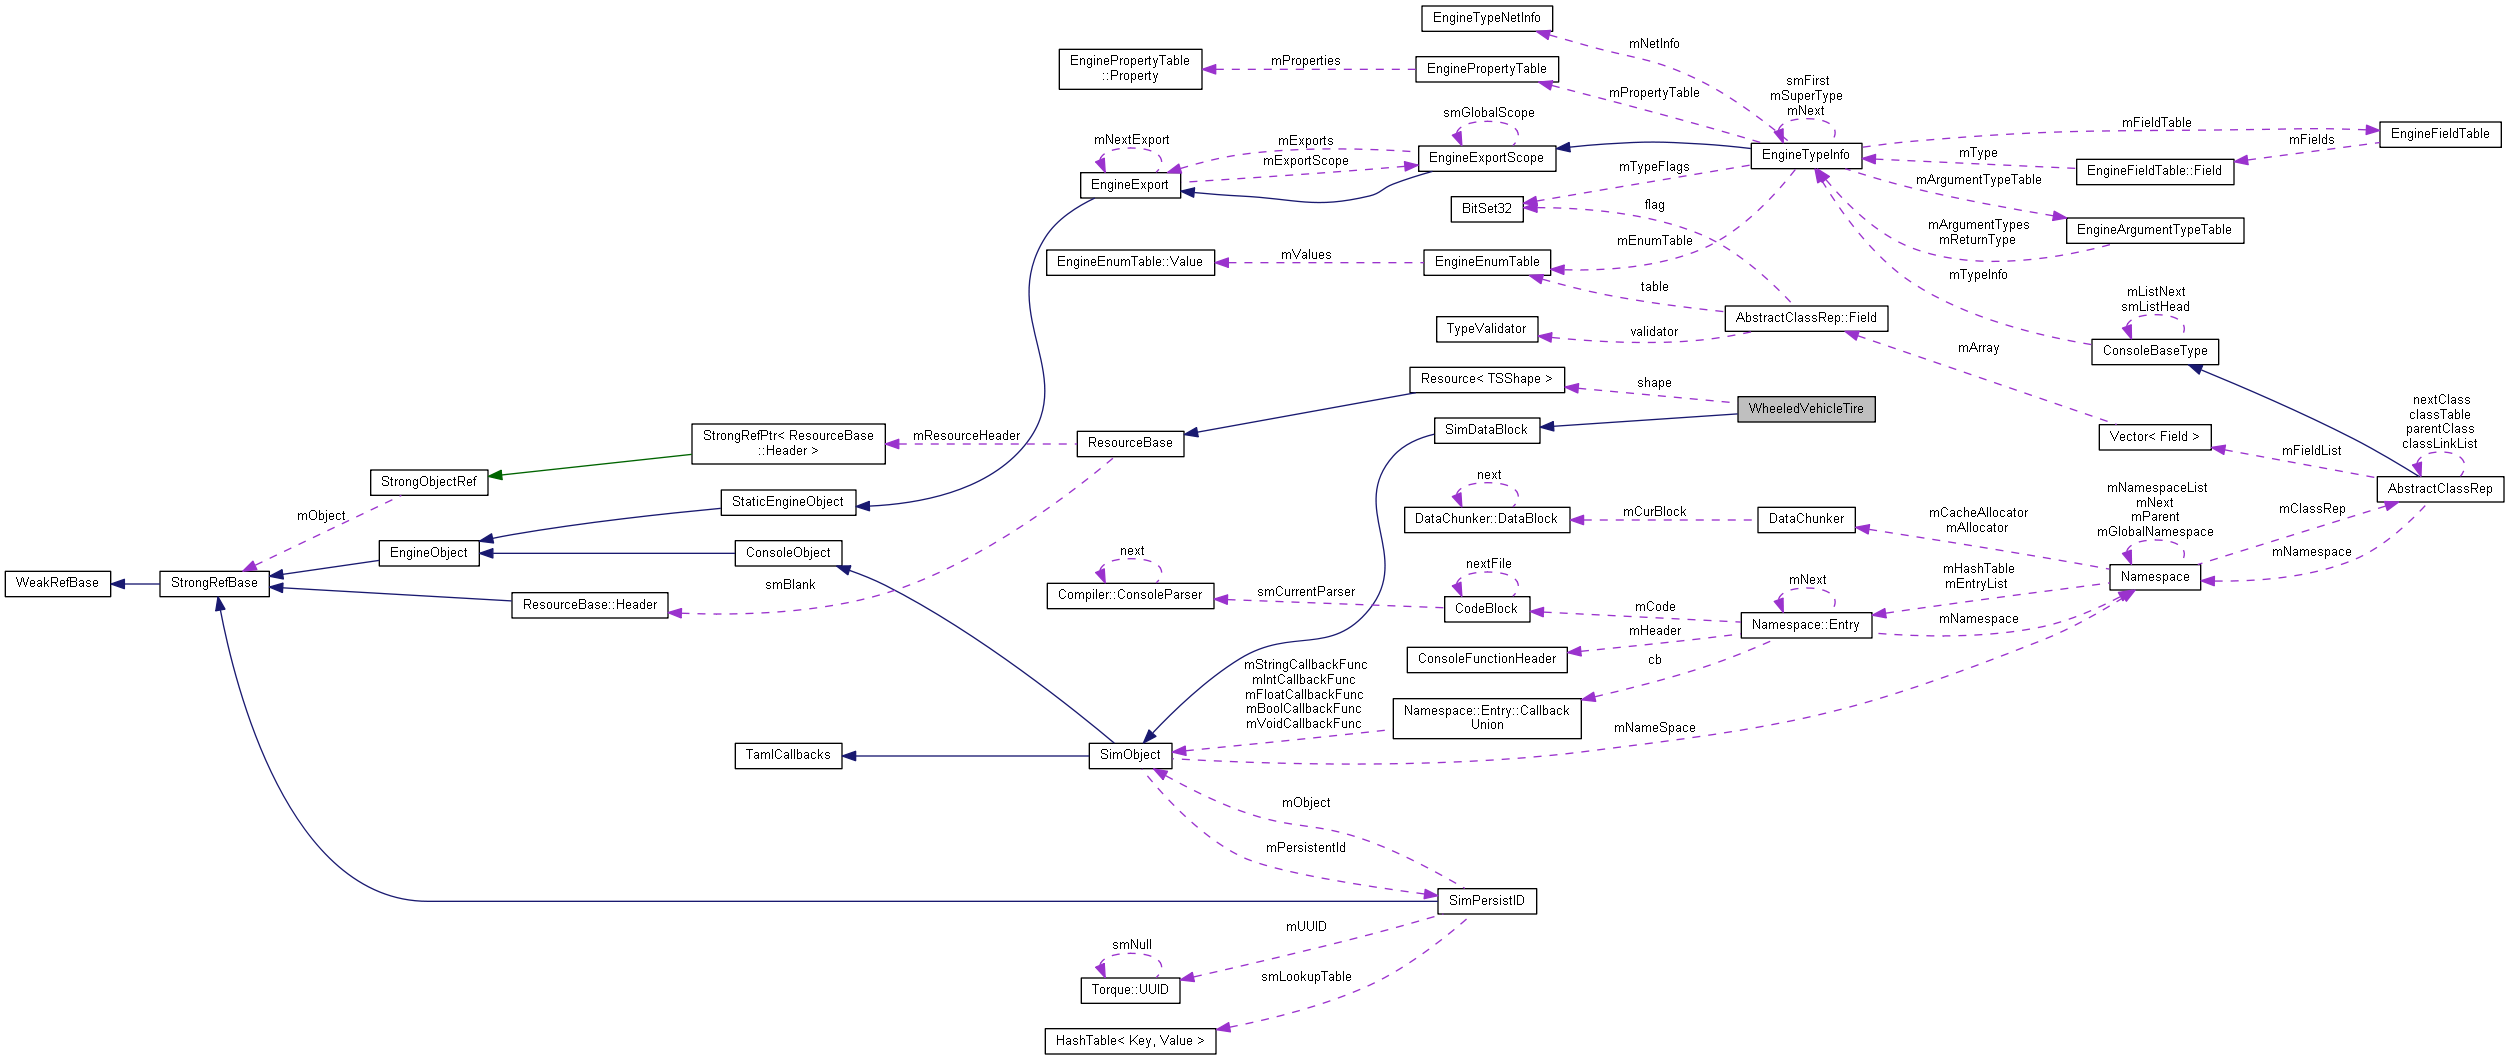 EngineTypeNetInfo
mNetInfo
EnginePropertyTable
::Property
mProperties
EnginePropertyTable
mPropertyTable
smFirst
mSuperType
mNext
smGlobalScope
mNextExport
mExports
mExportScope
EngineExport
EngineExportScope
EngineTypeInfo
mFieldTable
EngineFieldTable
mFields
mType
EngineFieldTable::Field
mTypeFlags
mArgumentTypeTable
BitSet32
flag
mArgumentTypes
mReturnType
EngineArgumentTypeTable
mEnumTable
EngineEnumTable::Value
mValues
EngineEnumTable
mTypeInfo
table
AbstractClassRep::Field
mListNext
smListHead
TypeValidator
validator
mArray
ConsoleBaseType
Resource< TSShape >
shape
WheeledVehicleTire
nextClass
classTable
parentClass
classLinkList
StrongRefPtr< ResourceBase
::Header >
mResourceHeader
ResourceBase
SimDataBlock
Vector< Field >
mFieldList
StrongObjectRef
mObject
StaticEngineObject
next
AbstractClassRep
mNamespaceList
mNext
mParent
mGlobalNamespace
mClassRep
DataChunker::DataBlock
mCurBlock
DataChunker
mCacheAllocator
mAllocator
mNamespace
EngineObject
ConsoleObject
next
nextFile
WeakRefBase
StrongRefBase
smBlank
mNext
mHashTable
mEntryList
Namespace
ResourceBase::Header
Compiler::ConsoleParser
smCurrentParser
CodeBlock
mCode
Namespace::Entry
mNamespace
mHeader
ConsoleFunctionHeader
cb
mStringCallbackFunc
mIntCallbackFunc
mFloatCallbackFunc
mBoolCallbackFunc
mVoidCallbackFunc
Namespace::Entry::Callback
Union
mNameSpace
TamlCallbacks
SimObject
mObject
mPersistentId
SimPersistID
mUUID
smNull
smLookupTable
Torque::UUID
HashTable< Key, Value >